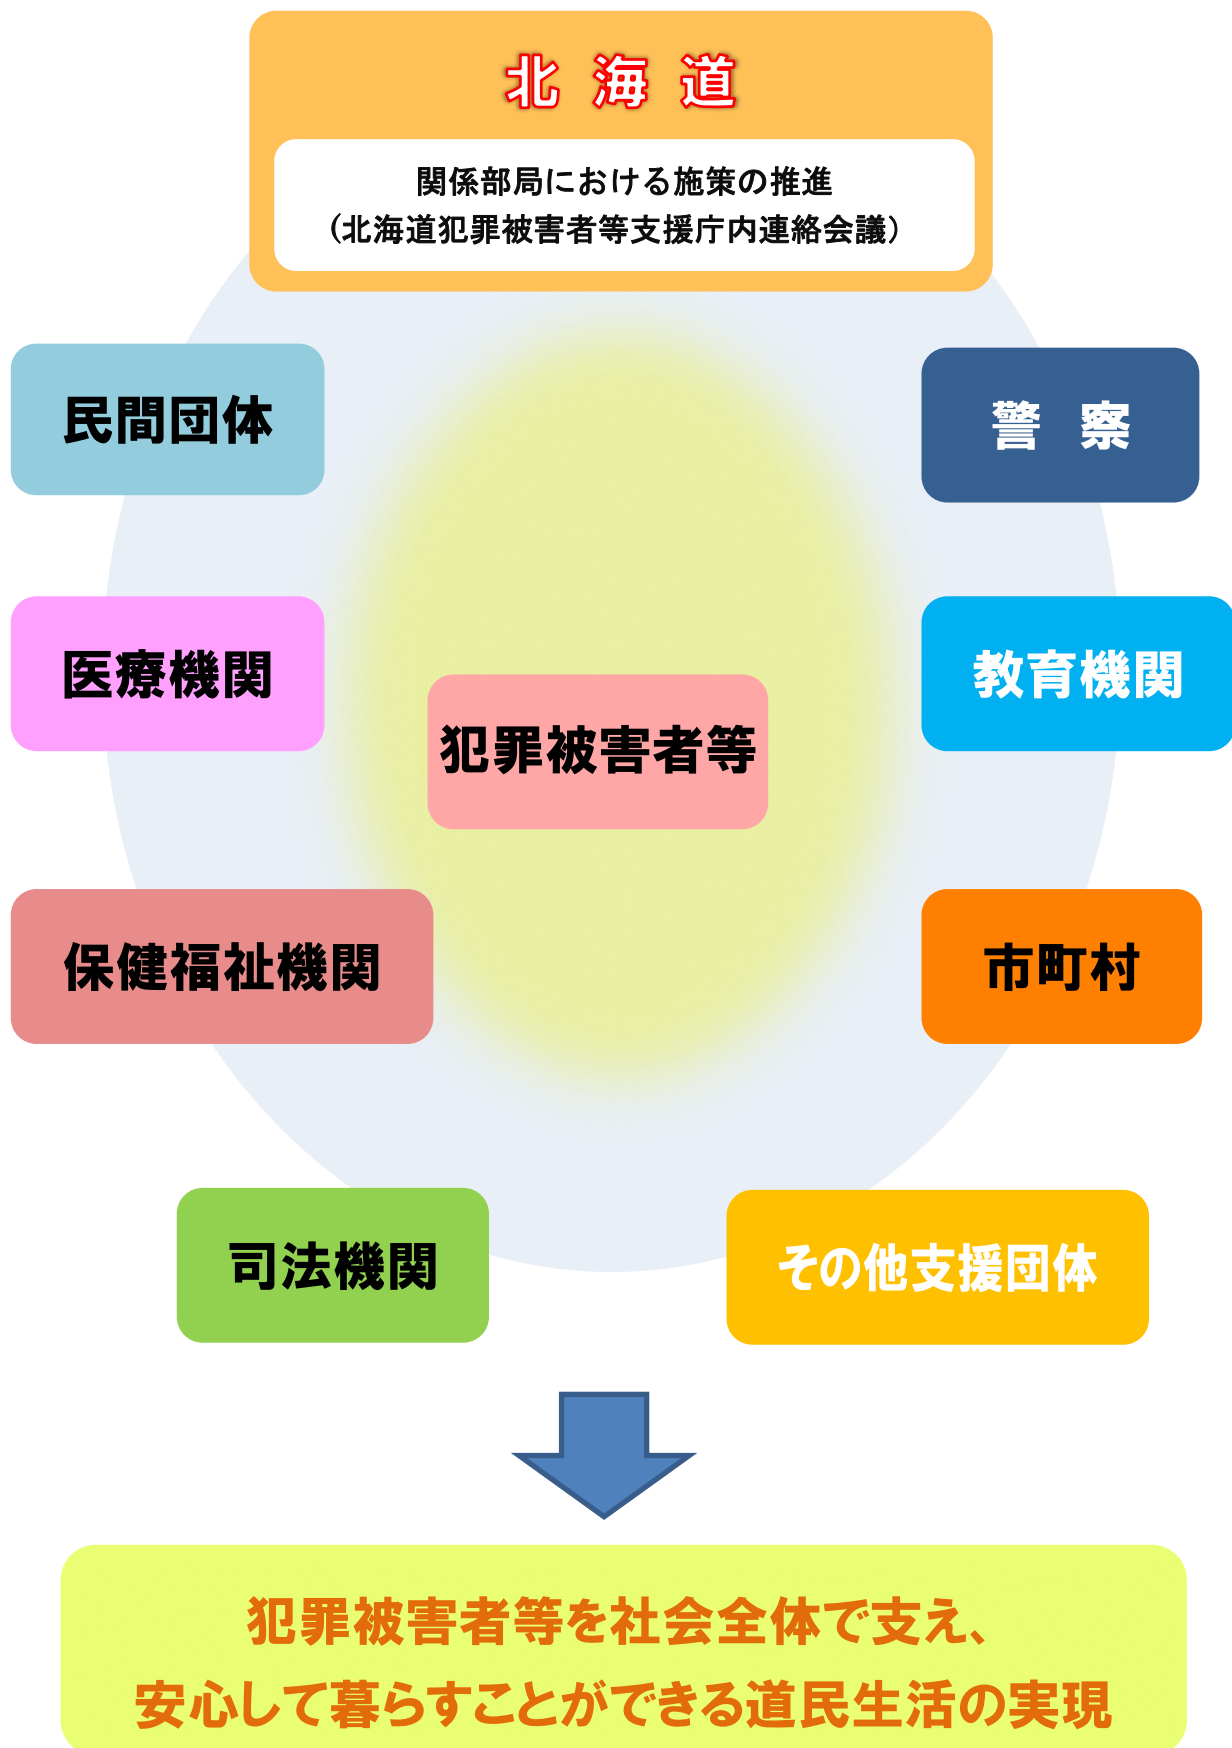 北 海 道
関係部局における施策の推進
(北海道犯罪被害者等支援庁内連絡会議)
民間団体
警 察
医療機関
教育機関
犯罪被害者等
保健福祉機関
市町村
司法機関
その他支援団体
犯罪被害者等を社会全体で支え、
安心して暮らすことができる道民生活の実現